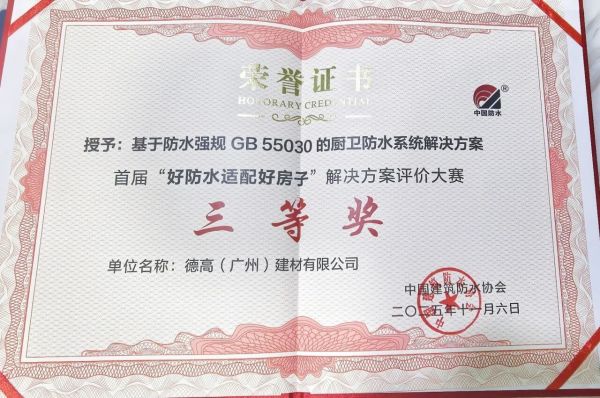 荣誉证书
HONORARY CREDENTIAL
®
中国防水
授予：基于防水强规 GB 55030 的厨卫防水系统解决方案
首届“好防水适配好房子”解决方案评价大赛
三等奖
单位名称：德高（广州）建材有限公司
中国建筑防水协会
二〇二五年十一月六日